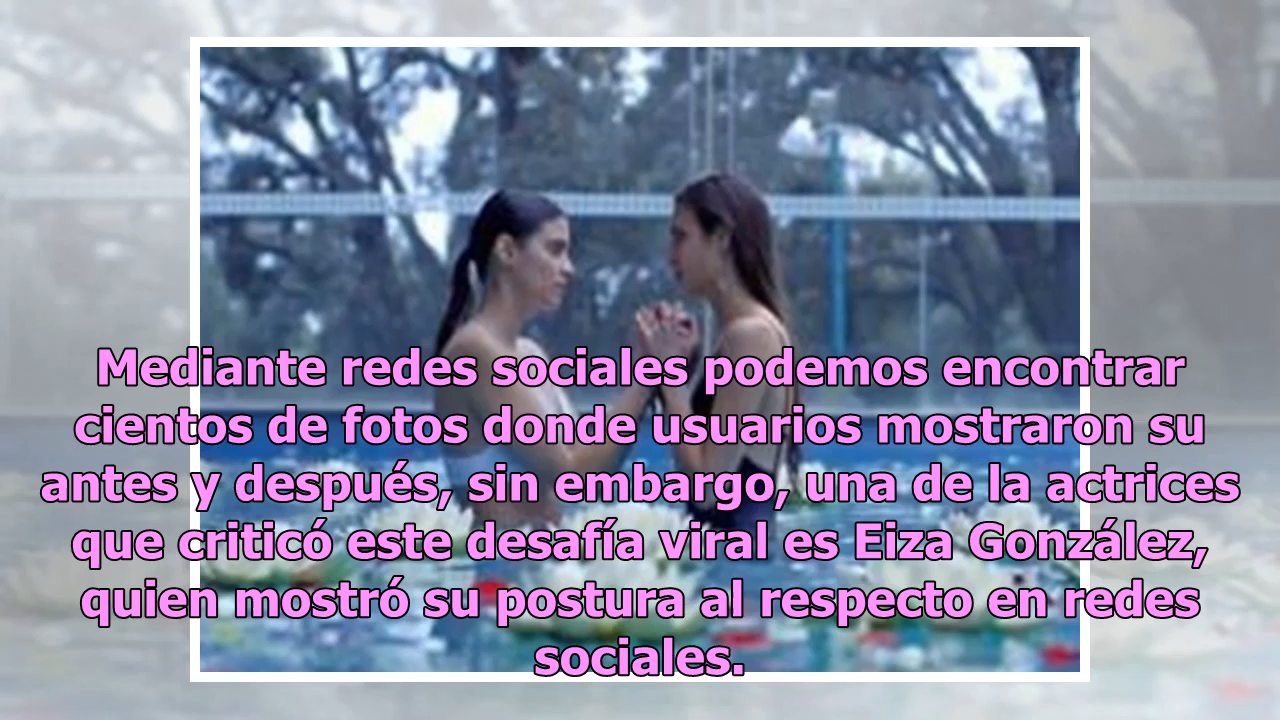 Mediante redes sociales podemos encontrar
cientos de fotos donde usuarios mostraron su
antes y después, sin embargo, una de la actrices
que criticó este desafía viral es Eiza González,
quien mostró su postura al respecto en redes
sociales.